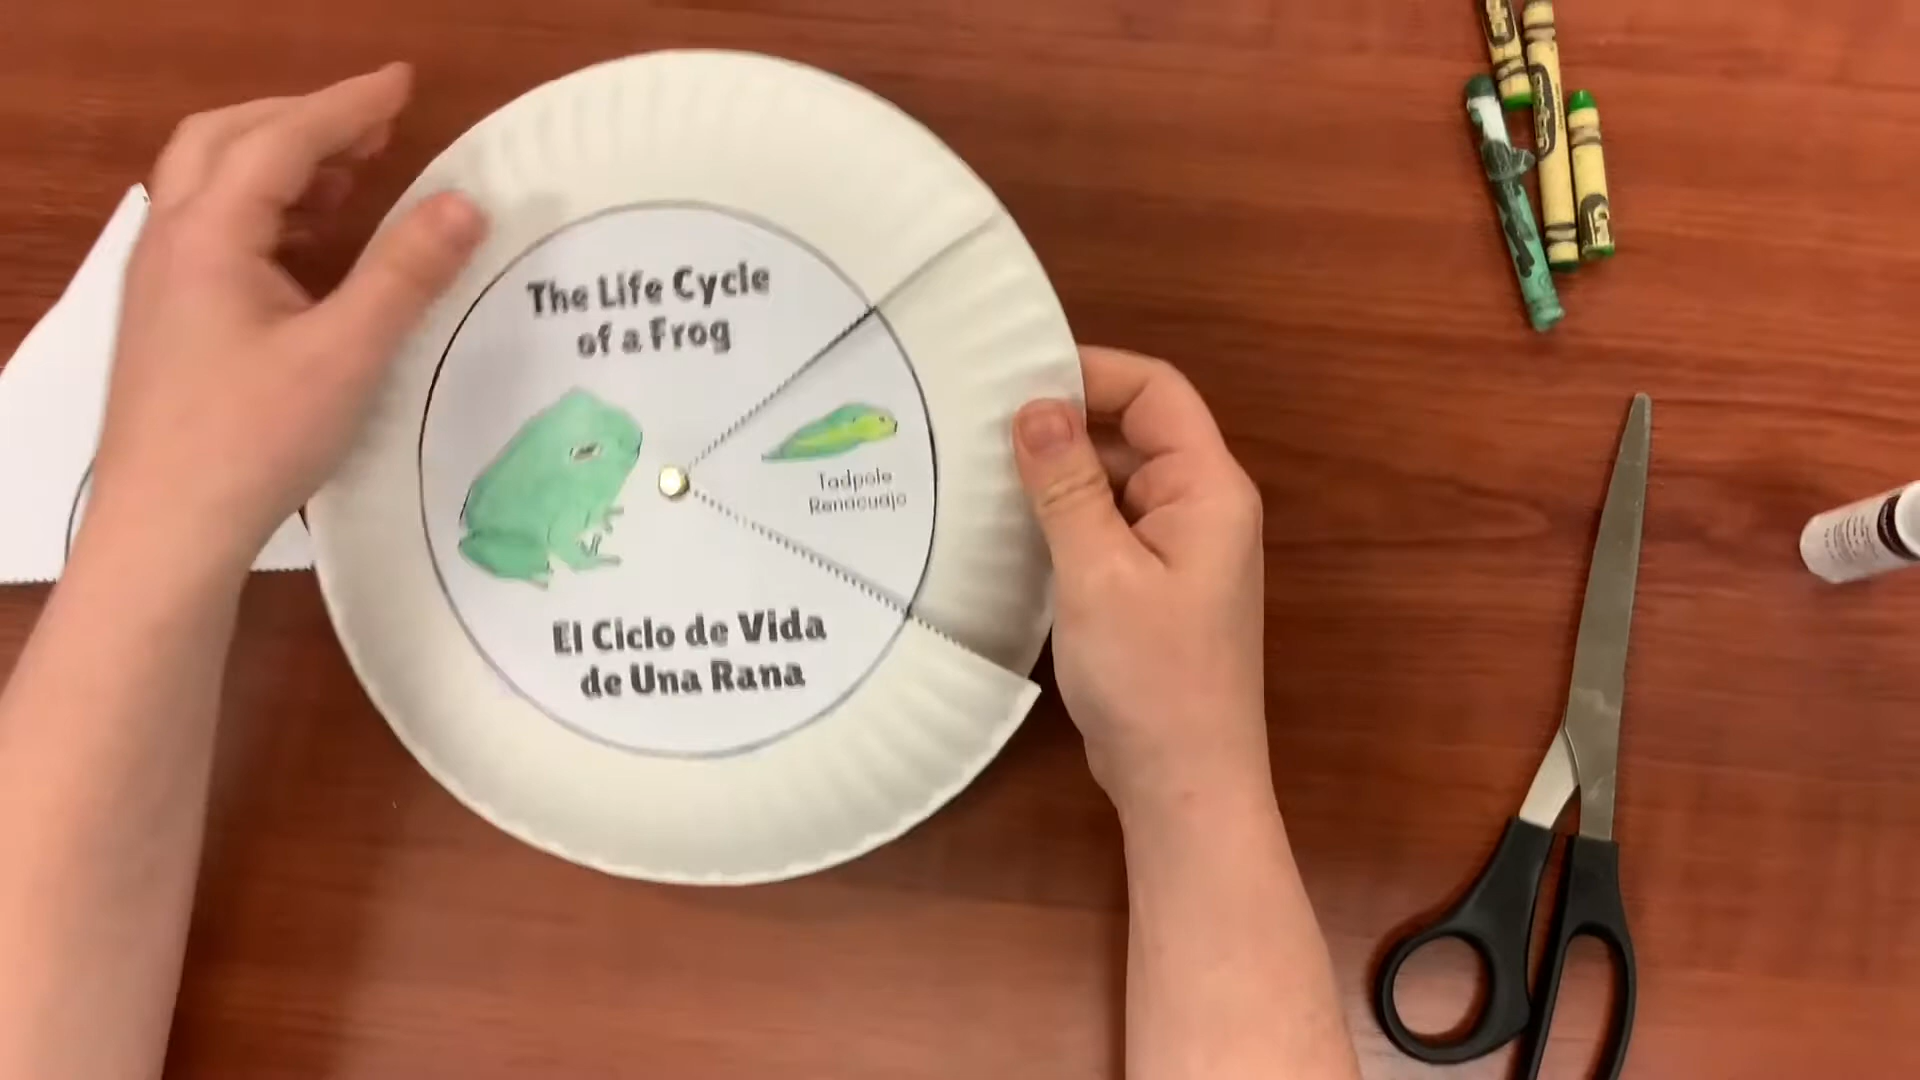 The Life Cycle
of a Frog
Tadpole
Renacuajo
El Ciclo de Vida
de Una Rana